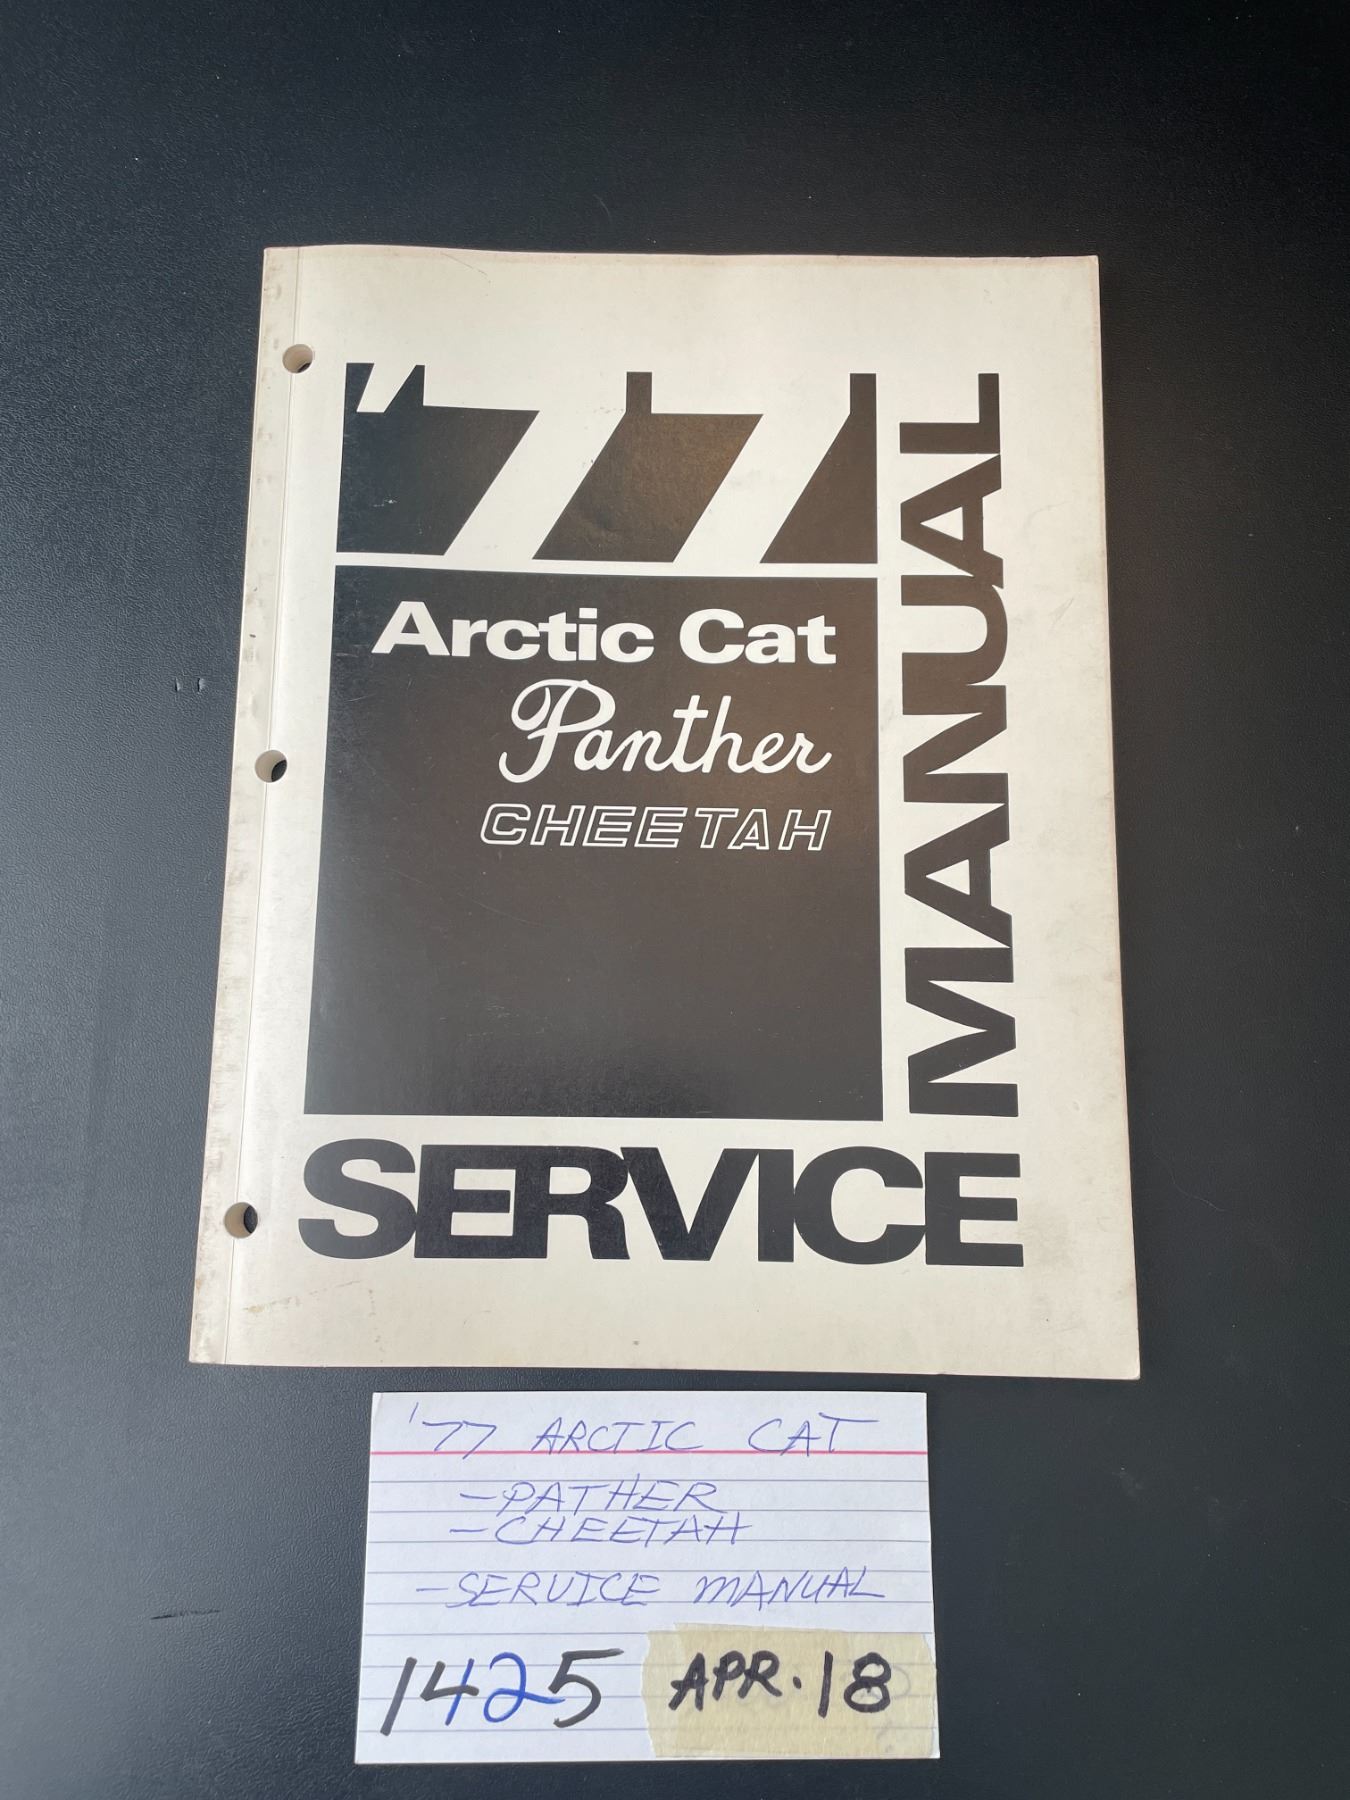 '77
Arctic Cat
Panther
CHEETAH
SERVICE
MANUAL
'77 ARCTIC CAT
-PATHER
-CHEETAH
-SERVICE MANUAL
1425 APR. 18